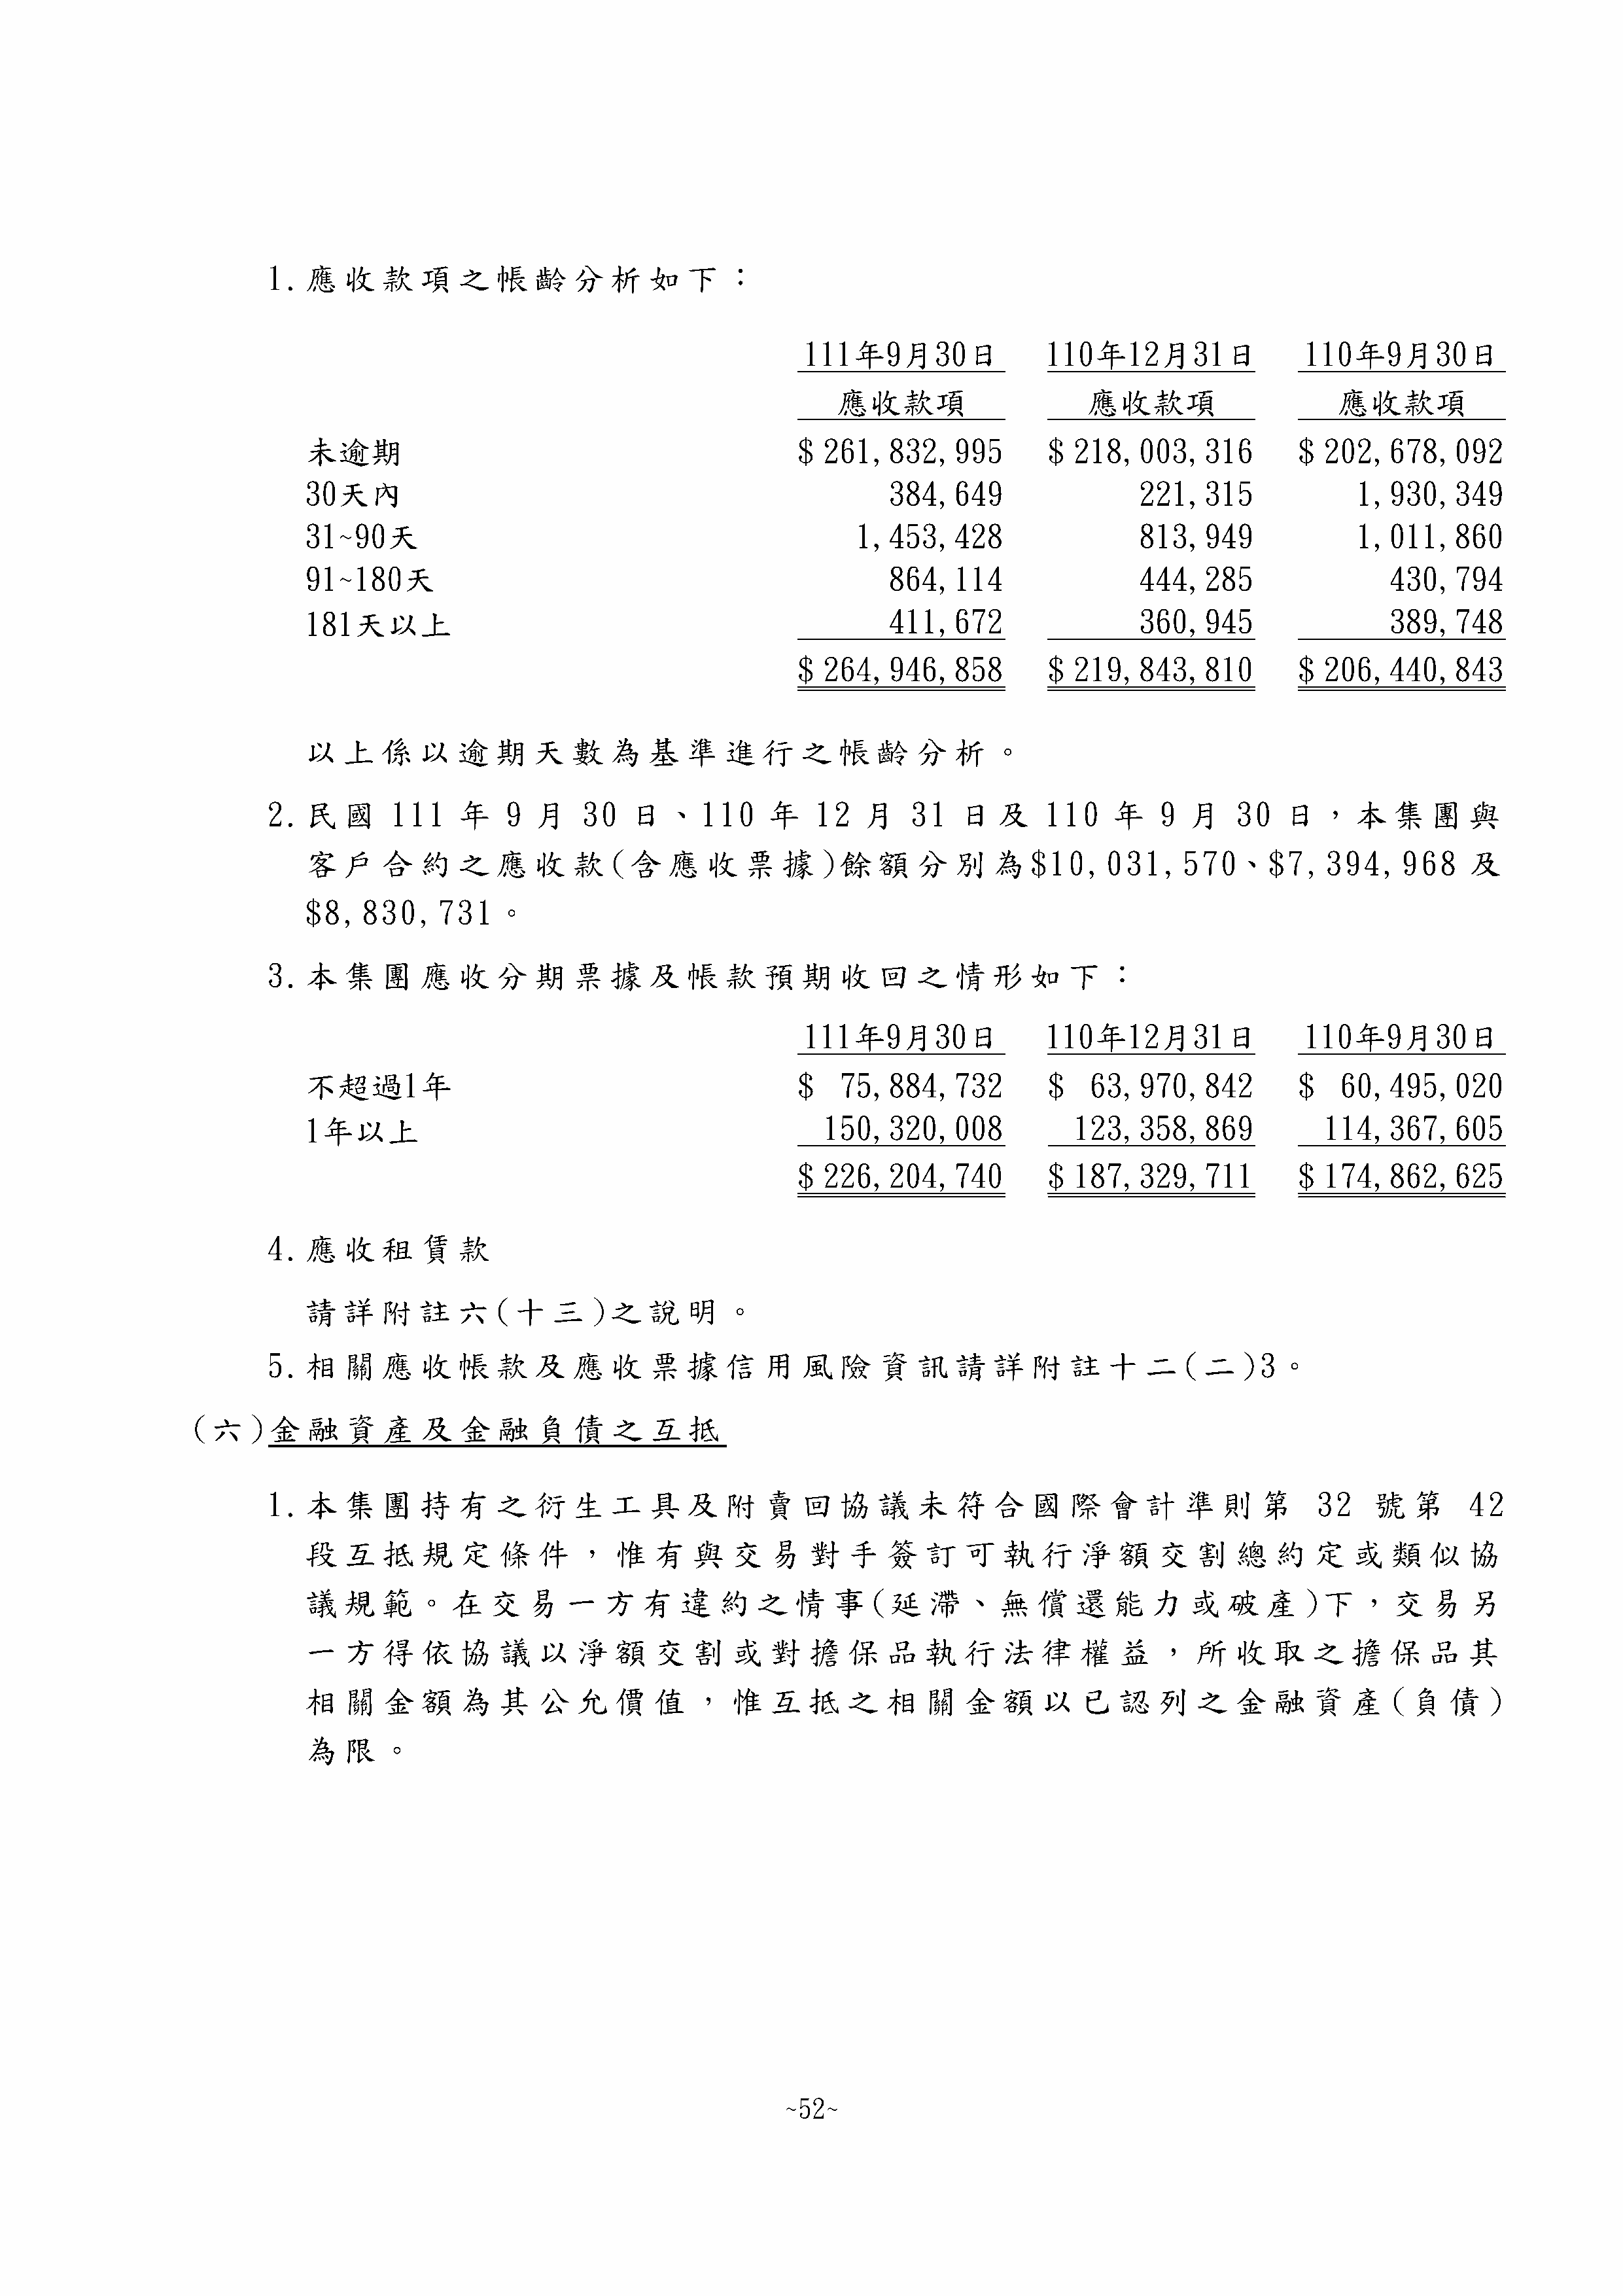 1.應收款項之帳齡分析如下：
111年9月30日 110年12月31日 110年9月30日
應收款項 應收款項 應收款項
未逾期 $ 261,832,995 $ 218,003,316 $ 202,678,092
30天內 384,649 221,315 1,930,349
31~90天 1,453,428 813,949 1,011,860
91~180天 864,114 444,285 430,794
181天以上 411,672 360,945 389,748
$ 264,946,858 $ 219,843,810 $ 206,440,843
以上係以逾期天數為基準進行之帳齡分析。
2.民國 111 年 9 月 30 日、110 年 12 月 31 日及 110 年 9 月 30 日，本集團與
客戶合約之應收款(含應收票據)餘額分別為$10,031,570、$7,394,968 及
$8,830,731。
3.本集團應收分期票據及帳款預期收回之情形如下：
111年9月30日 110年12月31日 110年9月30日
不超過1年 $ 75,884,732 $ 63,970,842 $ 60,495,020
1年以上 150,320,008 123,358,869 114,367,605
$ 226,204,740 $ 187,329,711 $ 174,862,625
4.應收租賃款
請詳附註六(十三)之說明。
5.相關應收帳款及應收票據信用風險資訊請詳附註十二(二)3。
(六)金融資產及金融負債之互抵
1.本集團持有之衍生工具及附賣回協議未符合國際會計準則第 32 號第 42
段互抵規定條件，惟有與交易對手簽訂可執行淨額交割總約定或類似協
議規範。在交易一方有違約之情事(延滯、無償還能力或破產)下，交易另
一方得依協議以淨額交割或對擔保品執行法律權益，所收取之擔保品其
相關金額為其公允價值，惟互抵之相關金額以已認列之金融資產(負債)
為限。
~52~